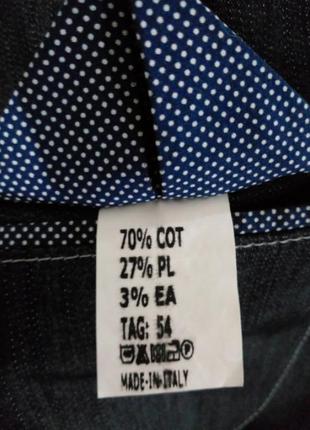 70% COT
27% PL
3% EA
TAG: 54
P
MADE-IN-ITALY